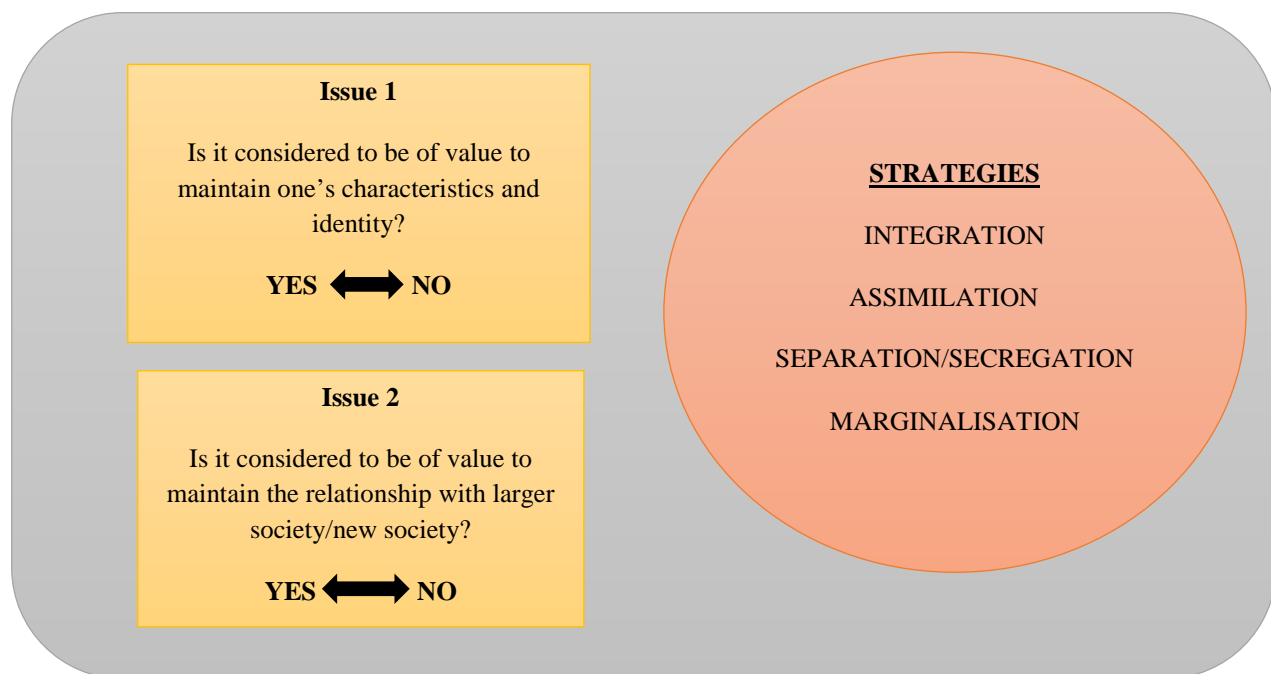 Issue 1
Is it considered to be of value to
maintain one’s characteristics and
identity?
YES NO
Issue 2
Is it considered to be of value to
maintain the relationship with larger
society/new society?
YES NO
STRATEGIES
INTEGRATION
ASSIMILATION
SEPARATION/SECREGATION
MARGINALISATION